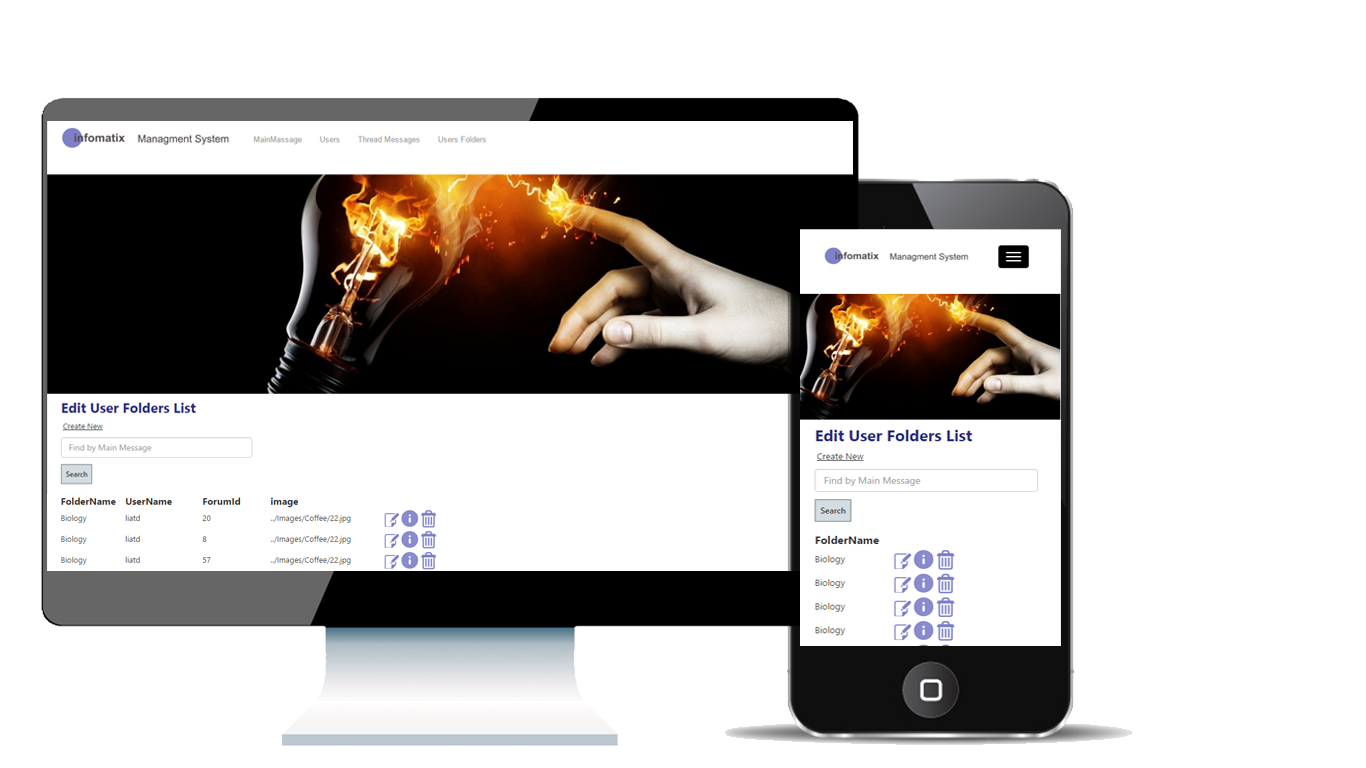 infomatix Managment System MainMassage Users Thread Messages Users Folders
Edit User Folders List
Create New
Find by Main Message
Search
FolderName UserName ForumId image
Biology liatd 20 ../Images/Coffee/22.jpg
Biology liatd 8 ../Images/Coffee/22.jpg
Biology liatd 57 ../Images/Coffee/22.jpg
infomatix Managment System
Edit User Folders List
Create New
Find by Main Message
Search
FolderName
Biology
Biology
Biology
Biology